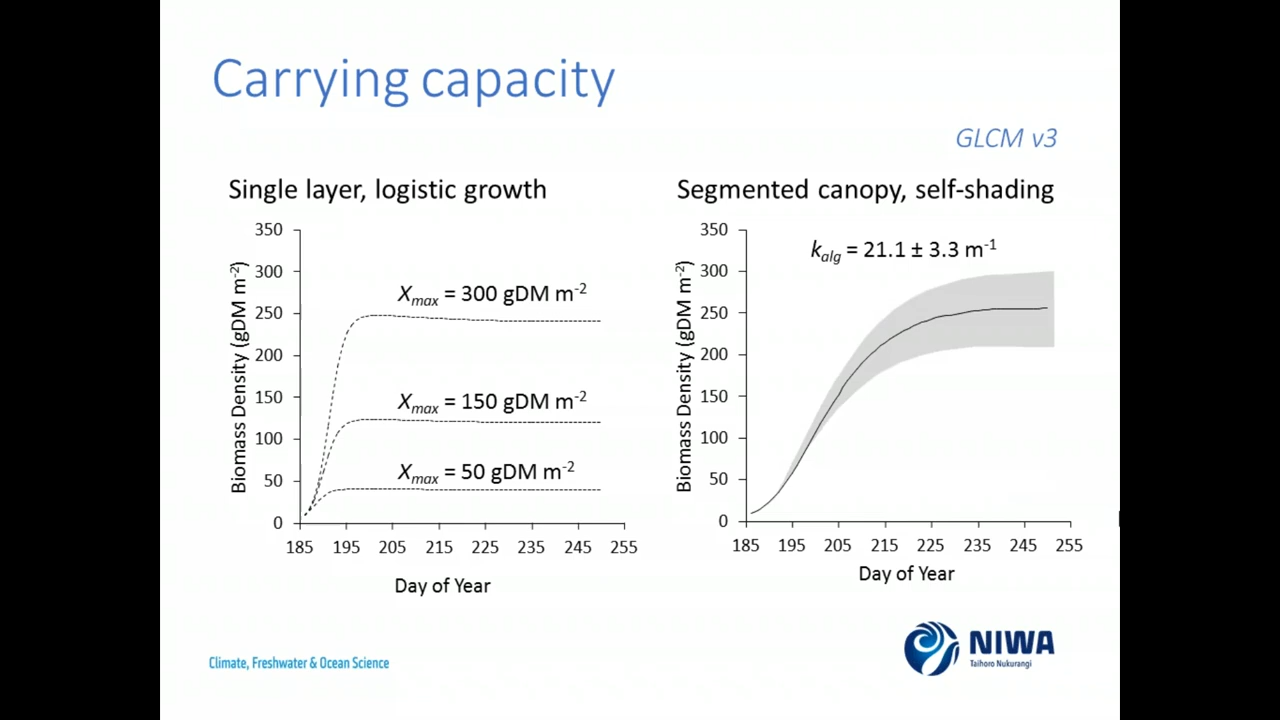 Carrying capacity
GLCM v3
Single layer, logistic growth
350
300
250
200
150
100
50
0
Biomass Density (gDM m-2)
Xmax = 300 gDM m-2
Xmax = 150 gDM m-2
Xmax = 50 gDM m-2
185 195 205 215 225 235 245 255
Day of Year
Segmented canopy, self-shading
350
300
250
200
150
100
50
0
Biomass Density (gDM m-2)
kalg = 21.1 ± 3.3 m-1
185 195 205 215 225 235 245 255
Day of Year
Climate, Freshwater & Ocean Science
NIWA
Taihoro Nukurangi